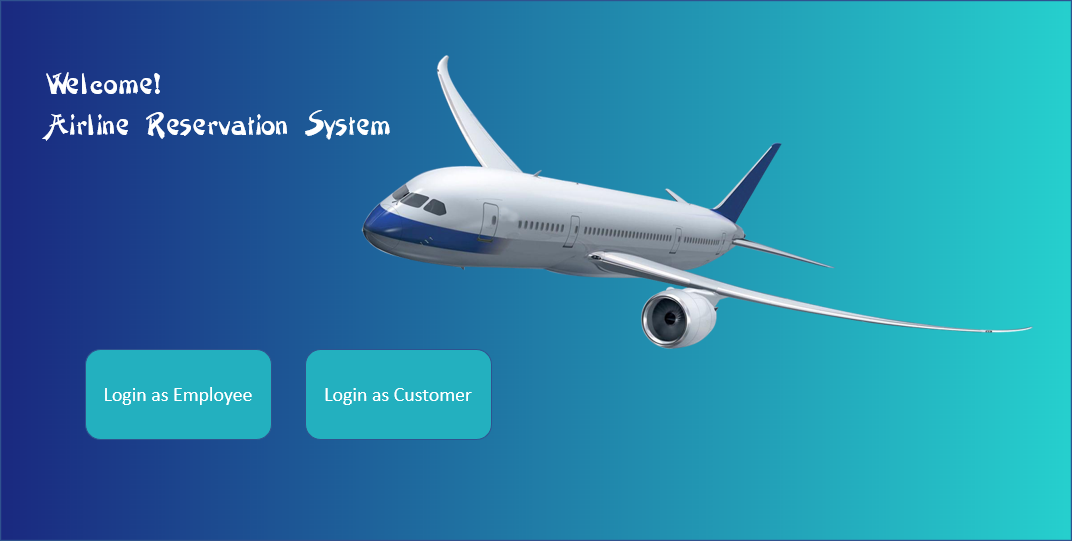 Welcome!
Airline Reservation System
Login as Employee
Login as Customer